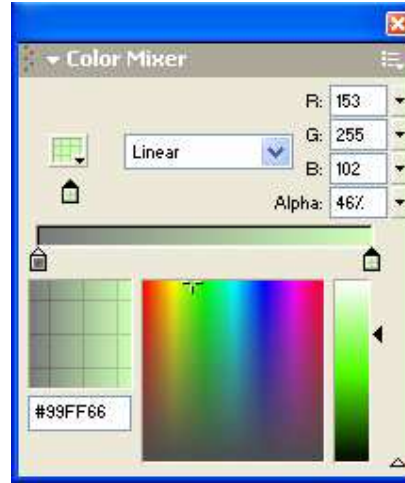 Color Mixer
R: 153
G: 255
Linear
B: 102
Alpha: 46%
#99FF66